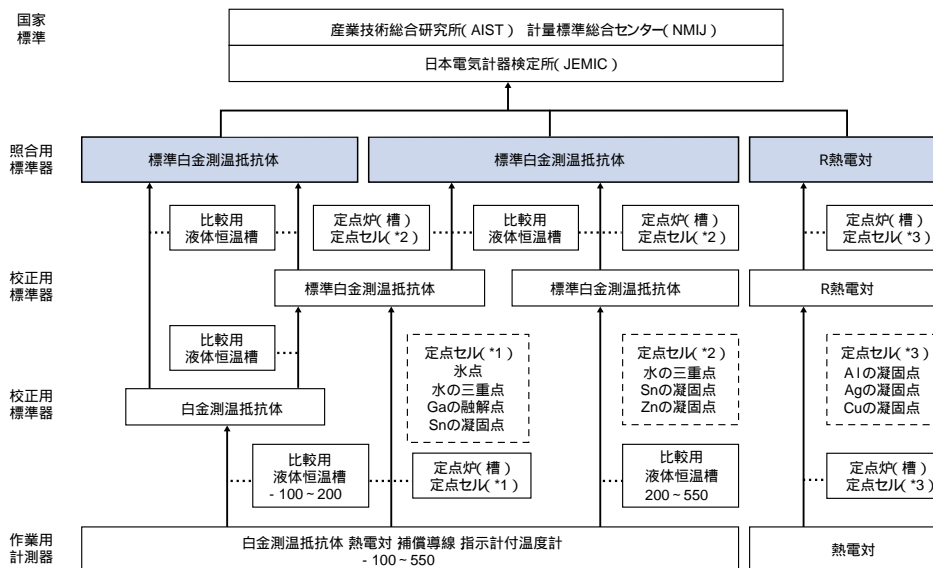 国家
標準
産業技術総合研究所(AIST) 計量標準総合センター(NMIJ)
日本電気計器検定所(JEMIC)
照合用
標準器
標準白金測温抵抗体
標準白金測温抵抗体
R熱電対
比較用
液体恒温槽
定点炉(槽)
定点セル(*2)
比較用
液体恒温槽
定点炉(槽)
定点セル(*2)
定点炉(槽)
定点セル(*3)
校正用
標準器
標準白金測温抵抗体
標準白金測温抵抗体
R熱電対
比較用
液体恒温槽
定点セル(*1)
氷点
水の三重点
Gaの融解点
Snの凝固点
定点セル(*2)
水の三重点
Snの凝固点
Znの凝固点
定点セル(*3)
Alの凝固点
Agの凝固点
Cuの凝固点
校正用
標準器
白金測温抵抗体
比較用
液体恒温槽
-100~200
定点炉(槽)
定点セル(*1)
比較用
液体恒温槽
200~550
定点炉(槽)
定点セル(*3)
作業用
計測器
白金測温抵抗体 熱電対 補償導線 指示計付温度計
-100~550
熱電対